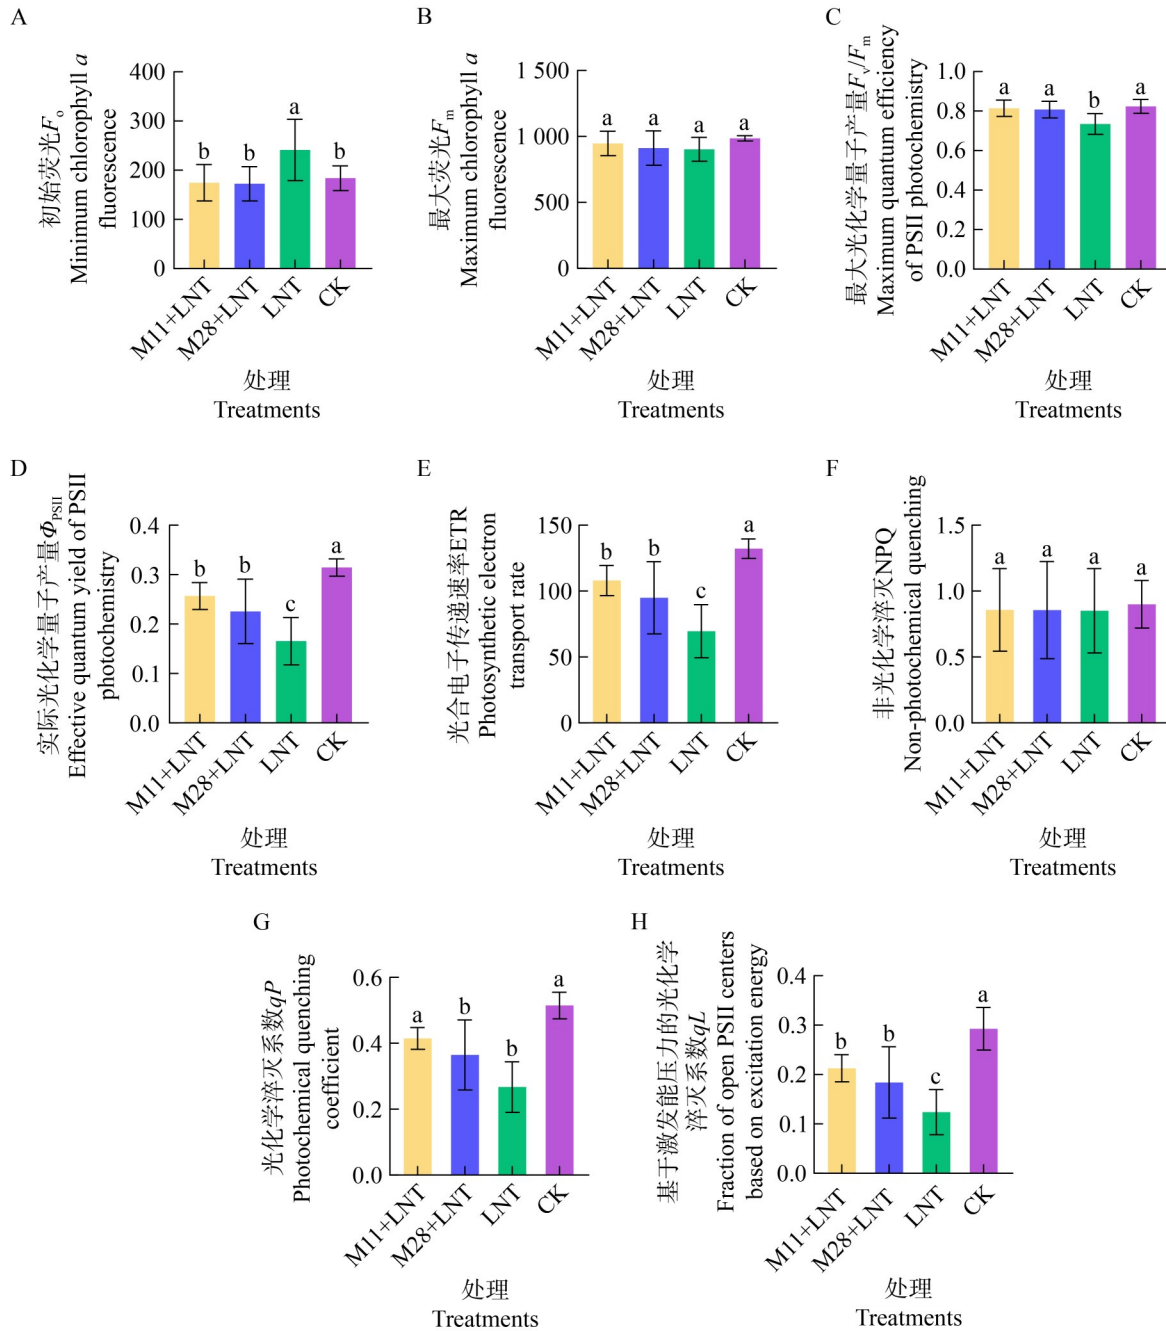 A
初始荧光Fo
Minimum chlorophyll a
fluorescence
400
300
200
100
0
b
b
a
b
M11+LNT
M28+LNT
LNT
CK
处理
Treatments
B
最大荧光Fm
Maximum chlorophyll a
fluorescence
1 500
1 000
500
0
a
a
a
a
M11+LNT
M28+LNT
LNT
CK
处理
Treatments
C
最大光化学量子产量Fv/Fm
Maximum quantum efficiency
of PSII photochemistry
1.0
0.8
0.6
0.4
0.2
0.0
a
a
b
a
M11+LNT
M28+LNT
LNT
CK
处理
Treatments
D
实际光化学量子产量ΦPSII
Effective quantum yield of PSII
photochemistry
0.4
0.3
0.2
0.1
0.0
b
b
c
a
M11+LNT
M28+LNT
LNT
CK
处理
Treatments
E
光合电子传递速率ETR
Photosynthetic electron
transport rate
150
100
50
0
b
b
c
a
M11+LNT
M28+LNT
LNT
CK
处理
Treatments
F
非光化学淬灭NPQ
Non-photochemical quenching
1.5
1.0
0.5
0.0
a
a
a
a
M11+LNT
M28+LNT
LNT
CK
处理
Treatments
G
光化学淬灭系数qP
Photochemical quenching
coefficient
0.6
0.4
0.2
0.0
a
b
b
a
M11+LNT
M28+LNT
LNT
CK
处理
Treatments
H
基于激发能压力的光化学
淬灭系数qL
Fraction of open PSII centers
based on excitation energy
0.4
0.3
0.2
0.1
0.0
b
b
c
a
M11+LNT
M28+LNT
LNT
CK
处理
Treatments